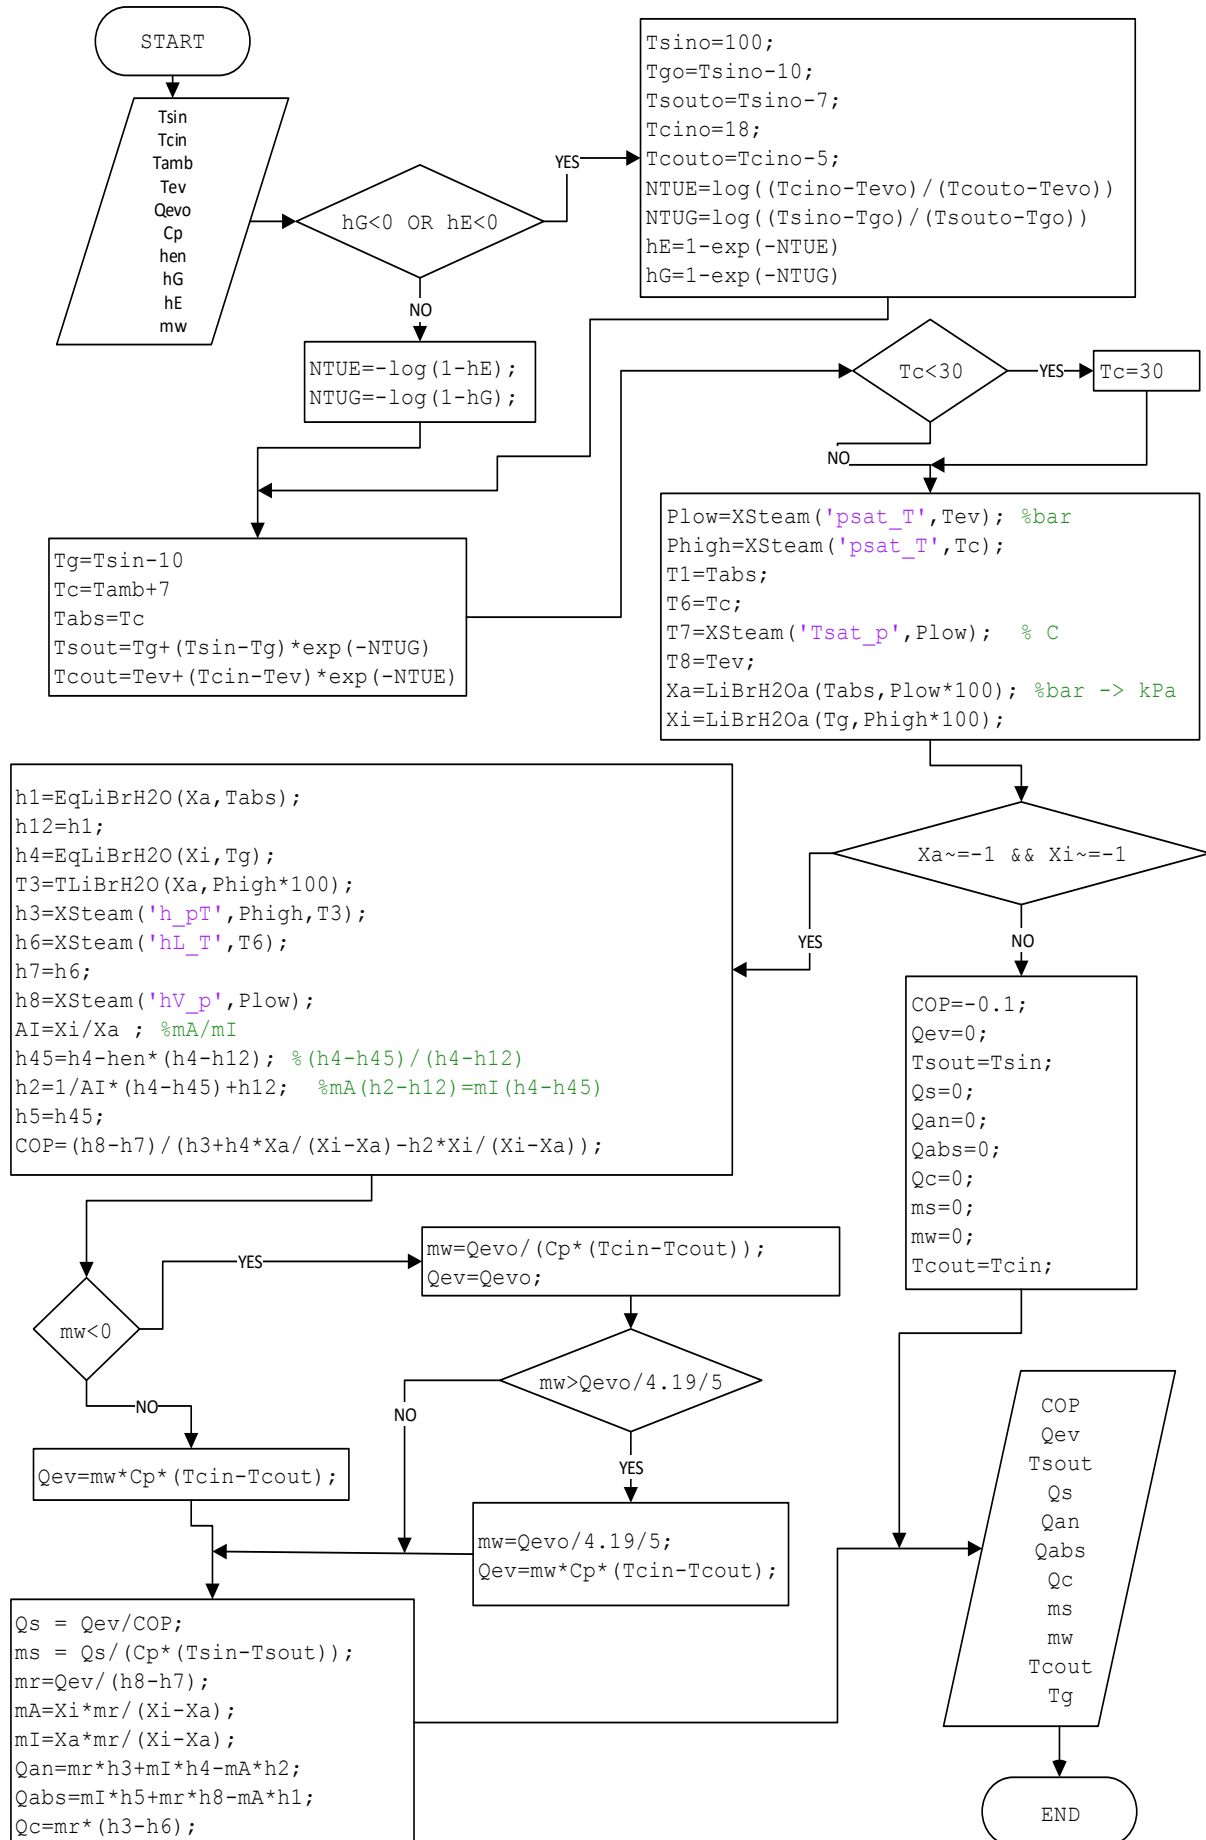 START
Tsin
Tcin
Tamb
Tev
Qevo
Cp
hen
hG
hE
mw
hG<0 OR hE<0
YES
Tsino=100;
Tgo=Tsino-10;
Tsouto=Tsino-7;
Tcino=18;
Tcouto=Tcino-5;
NTUE=log((Tcino-Tevo)/(Tcouto-Tevo))
NTUG=log((Tsino-Tgo)/(Tsouto-Tgo))
hE=1-exp(-NTUE)
hG=1-exp(-NTUG)
NO
NTUE=-log(1-hE);
NTUG=-log(1-hG);
Tg=Tsin-10
Tc=Tamb+7
Tabs=Tc
Tsout=Tg+(Tsin-Tg)*exp(-NTUG)
Tcout=Tev+(Tcin-Tev)*exp(-NTUE)
Tc<30
YES
Tc=30
NO
Plow=XSteam('psat_T',Tev); %bar
Phigh=XSteam('psat_T',Tc);
T1=Tabs;
T6=Tc;
T7=XSteam('Tsat_p',Plow); % C
T8=Tev;
Xa=LiBrH2Oa(Tabs,Plow*100); %bar -> kPa
Xi=LiBrH2Oa(Tg,Phigh*100);
Xa~=-1 && Xi~=-1
YES
NO
h1=EqLiBrH2O(Xa,Tabs);
h12=h1;
h4=EqLiBrH2O(Xi,Tg);
T3=TLiBrH2O(Xa,Phigh*100);
h3=XSteam('h_pT',Phigh,T3);
h6=XSteam('hL_T',T6);
h7=h6;
h8=XSteam('hV_p',Plow);
AI=Xi/Xa ; %mA/mI
h45=h4-hen*(h4-h12); %(h4-h45)/(h4-h12)
h2=1/AI*(h4-h45)+h12; %mA(h2-h12)=mI(h4-h45)
h5=h45;
COP=(h8-h7)/(h3+h4*Xa/(Xi-Xa)-h2*Xi/(Xi-Xa));
COP=-0.1;
Qev=0;
Tsout=Tsin;
Qs=0;
Qan=0;
Qabs=0;
Qc=0;
ms=0;
mw=0;
Tcout=Tcin;
mw<0
YES
mw=Qevo/(Cp*(Tcin-Tcout));
Qev=Qevo;
mw>Qevo/4.19/5
NO
NO
YES
Qev=mw*Cp*(Tcin-Tcout);
mw=Qevo/4.19/5;
Qev=mw*Cp*(Tcin-Tcout);
Qs = Qev/COP;
ms = Qs/(Cp*(Tsin-Tsout));
mr=Qev/(h8-h7);
mA=Xi*mr/(Xi-Xa);
mI=Xa*mr/(Xi-Xa);
Qan=mr*h3+mI*h4-mA*h2;
Qabs=mI*h5+mr*h8-mA*h1;
Qc=mr*(h3-h6);
COP
Qev
Tsout
Qs
Qan
Qabs
Qc
ms
mw
Tcout
Tg
END